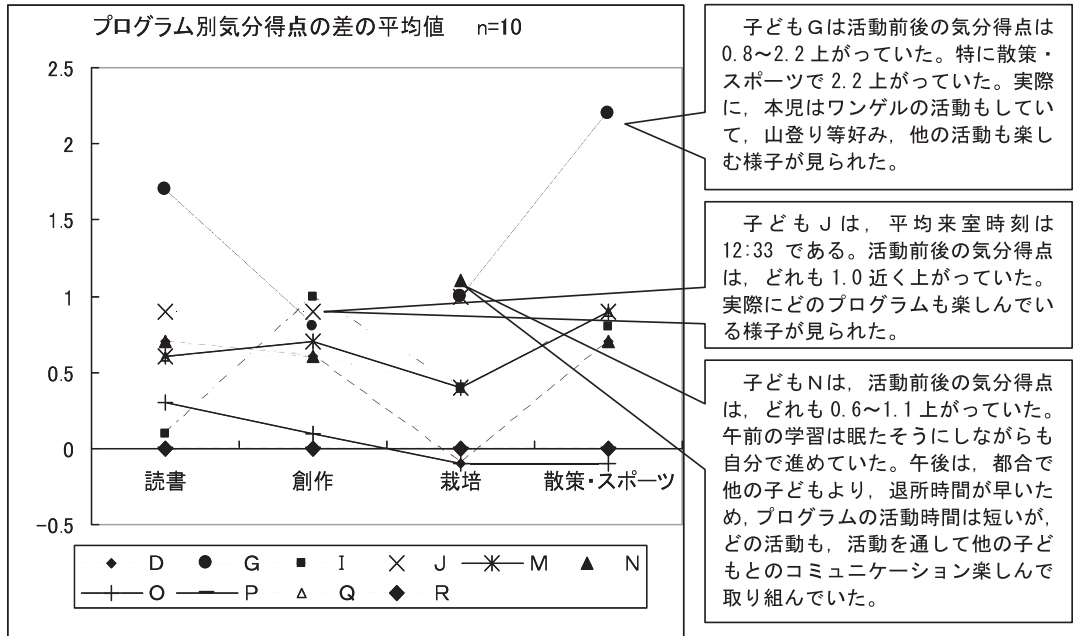 プログラム別気分得点の差の平均値 n=10
2.5
2
1.5
1
0.5
0
-0.5
読書 創作 栽培 散策・スポーツ
D G I J M N
O P Q R
子どもGは活動前後の気分得点は
0.8～2.2 上がっていた。特に散策・
スポーツで 2.2 上がっていた。実際
に，本児はワンゲルの活動もしてい
て，山登り等好み，他の活動も楽し
む様子が見られた。
子どもJは，平均来室時刻は
12:33 である。活動前後の気分得点
は，どれも 1.0 近く上がっていた。
実際にどのプログラムも楽しんでい
る様子が見られた。
子どもNは，活動前後の気分得点
は，どれも 0.6～1.1 上がっていた。
午前の学習は眠たそうにしながらも
自分で進めていた。午後は，都合で
他の子どもより，退所時間が早いた
め，プログラムの活動時間は短いが，
どの活動も，活動を通して他の子ど
もとのコミュニケーション楽しんで
取り組んでいた。